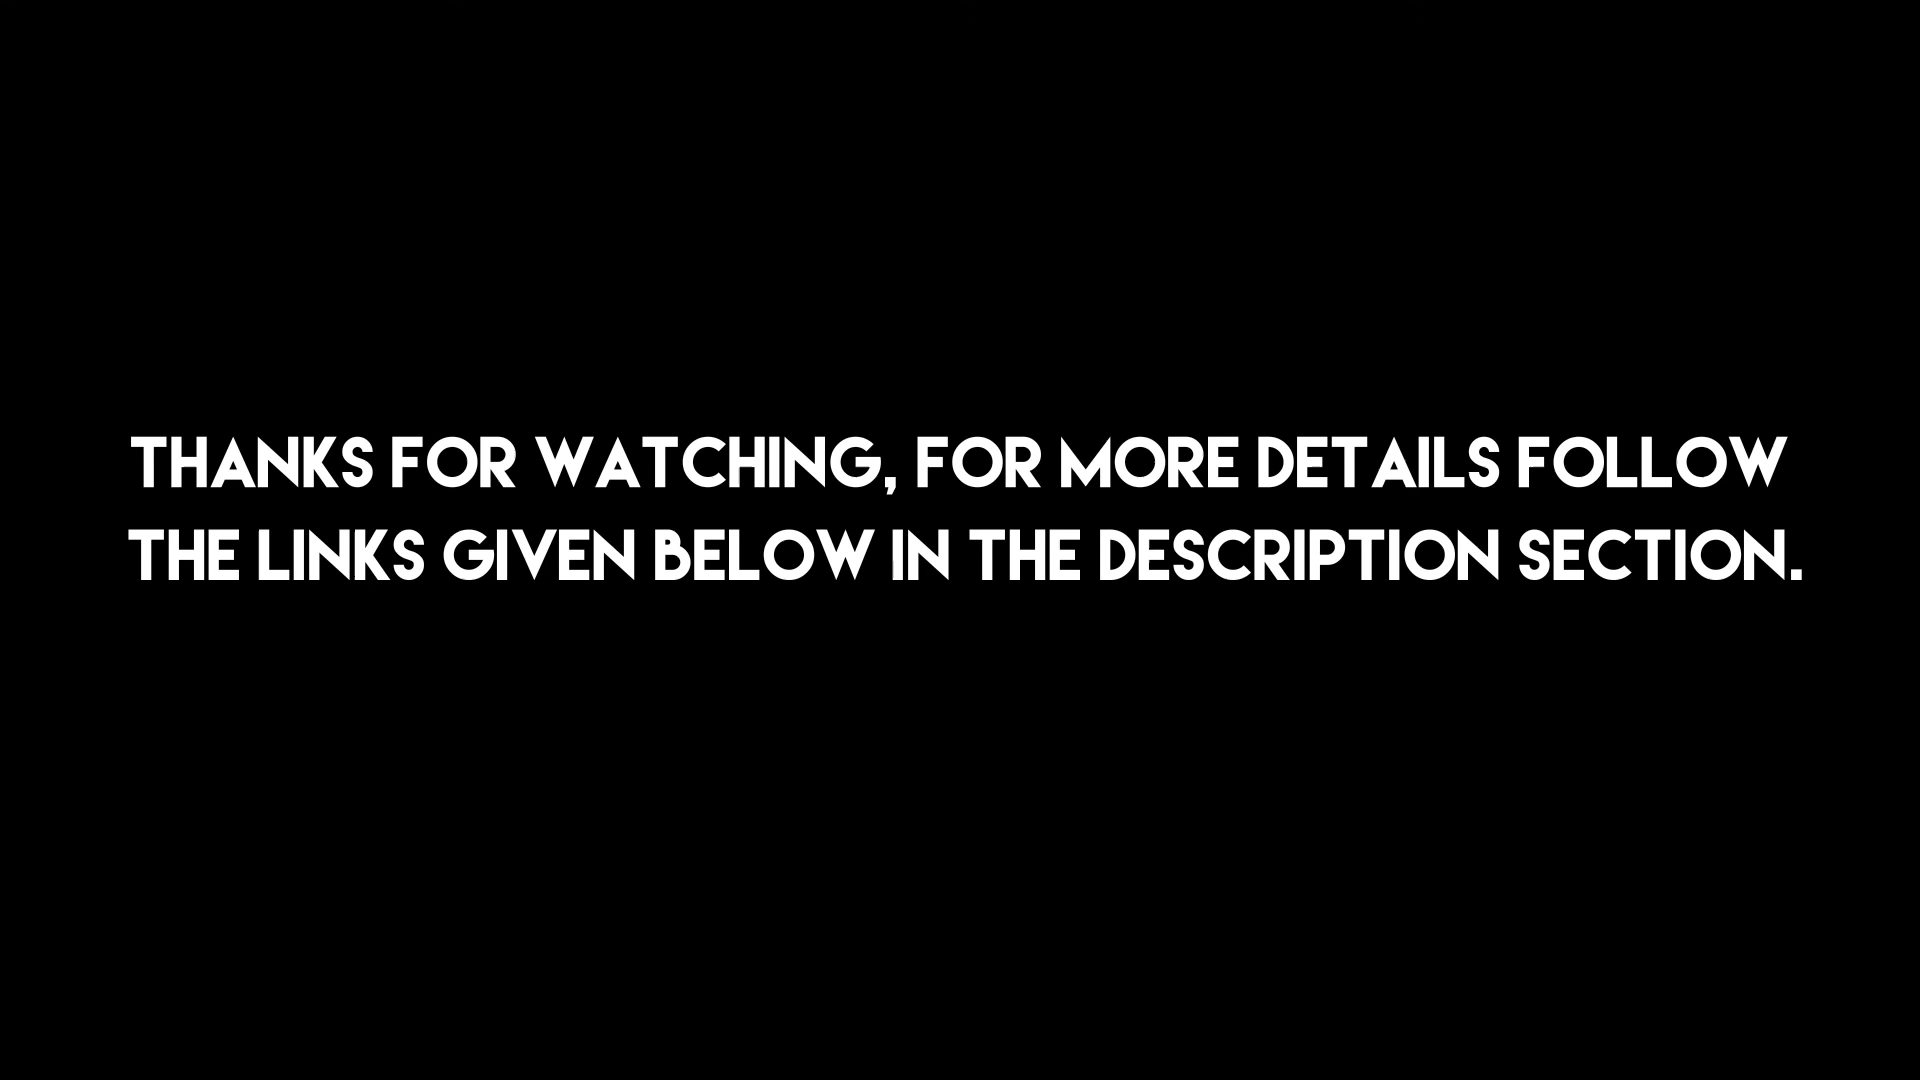 THANKS FOR WATCHING, FOR MORE DETAILS FOLLOW
THE LINKS GIVEN BELOW IN THE DESCRIPTION SECTION.